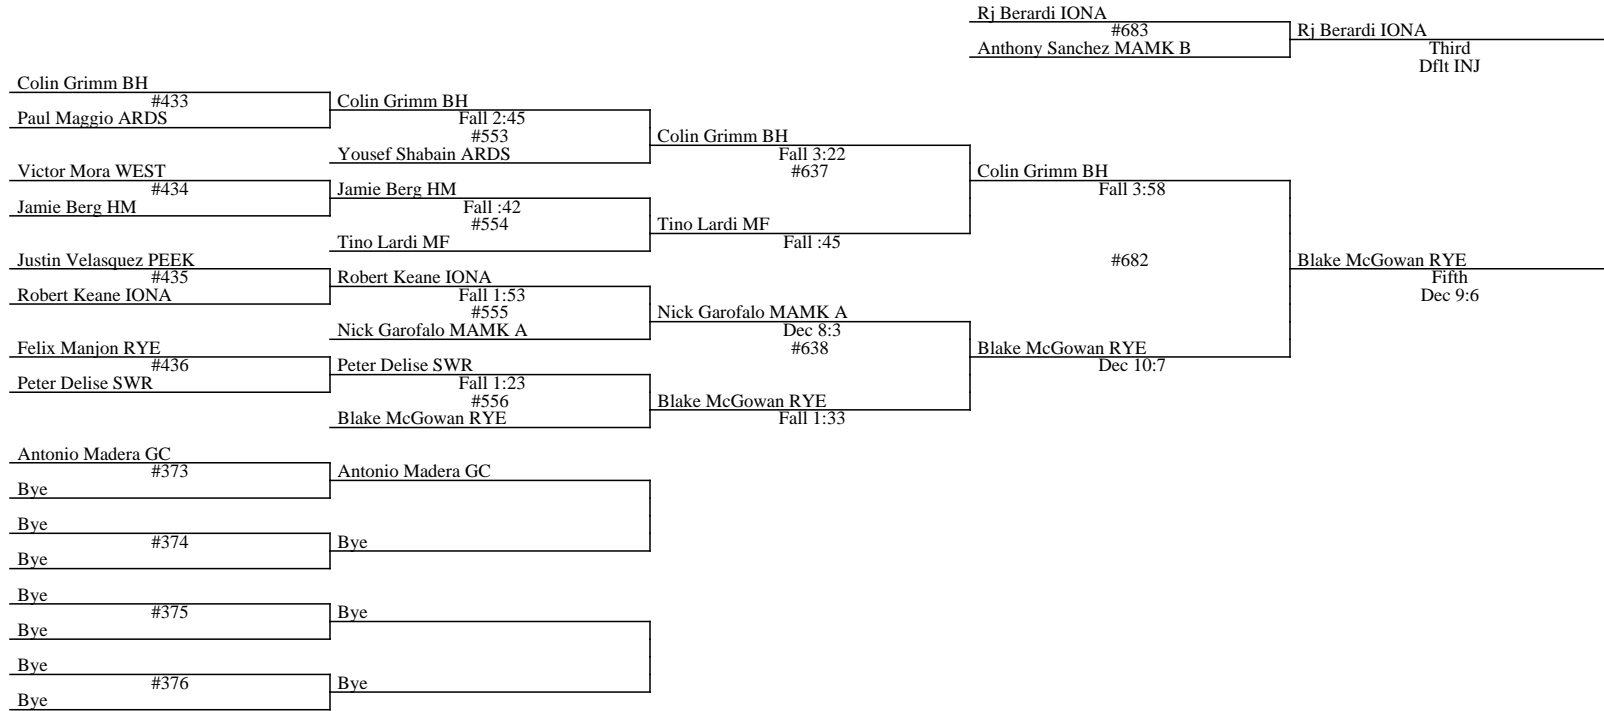 Rj Berardi IONA
#683
Anthony Sanchez MAMK B
Rj Berardi IONA
Third
Dflt INJ
Colin Grimm BH
#433
Paul Maggio ARDS
Colin Grimm BH
Fall 2:45
#553
Yousef Shabain ARDS
Colin Grimm BH
Fall 3:22
#637
Victor Mora WEST
#434
Jamie Berg HM
Jamie Berg HM
Fall :42
#554
Tino Lardi MF
Tino Lardi MF
Fall :45
Colin Grimm BH
Fall 3:58
#682
Justin Velasquez PEEK
#435
Robert Keane IONA
Robert Keane IONA
Fall 1:53
#555
Nick Garofalo MAMK A
Nick Garofalo MAMK A
Dec 8:3
#638
Felix Manjon RYE
#436
Peter Delise SWR
Peter Delise SWR
Fall 1:23
#556
Blake McGowan RYE
Blake McGowan RYE
Fall 1:33
Blake McGowan RYE
Dec 10:7
Blake McGowan RYE
Fifth
Dec 9:6
Antonio Madera GC
#373
Bye
Antonio Madera GC
Bye
#374
Bye
Bye
Bye
#375
Bye
Bye
Bye
#376
Bye
Bye